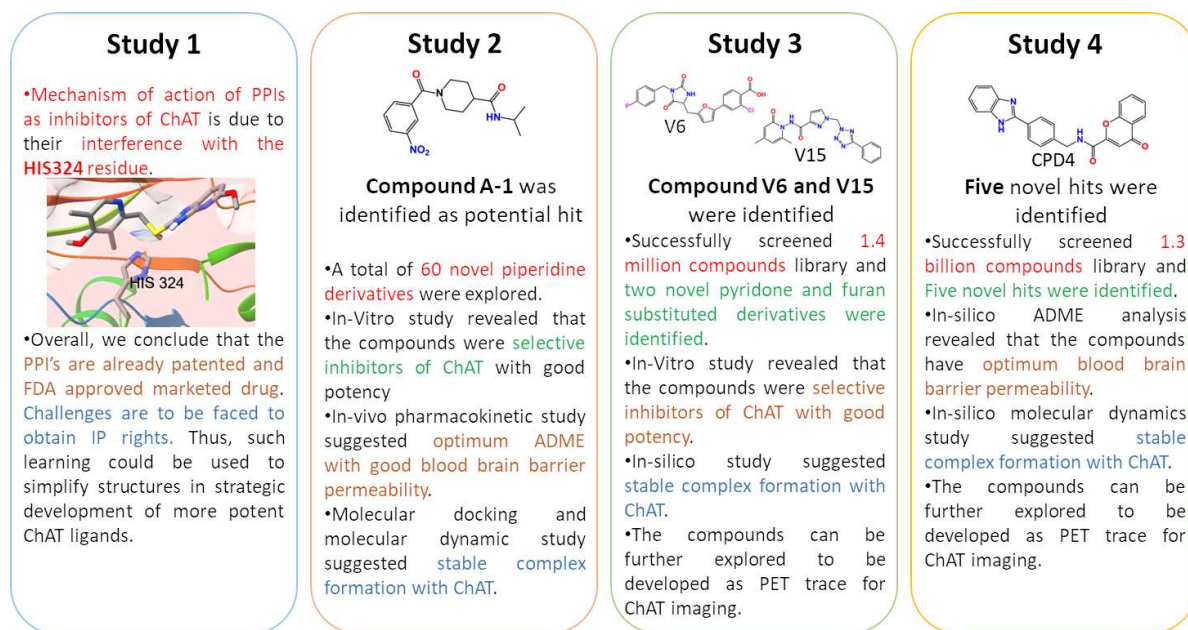 Study 1
•Mechanism of action of PPIs
as inhibitors of ChAT is due to
their interference with the
HIS324 residue.
HIS 324
•Overall, we conclude that the
PPI's are already patented and
FDA approved marketed drug.
Challenges are to be faced to
obtain IP rights. Thus, such
learning could be used to
simplify structures in strategic
development of more potent
ChAT ligands.
Study 2
O
N
O
HN
NO2
Compound A-1 was
identified as potential hit
•A total of 60 novel piperidine
derivatives were explored.
•In-Vitro study revealed that
the compounds were selective
inhibitors of ChAT with good
potency
•In-vivo pharmacokinetic study
suggested optimum ADME
with good blood brain barrier
permeability.
•Molecular docking and
molecular dynamic study
suggested stable complex
formation with ChAT.
Study 3
V6
V15
Compound V6 and V15
were identified
•Successfully screened 1.4
million compounds library and
two novel pyridone and furan
substituted derivatives were
identified.
•In-Vitro study revealed that
the compounds were selective
inhibitors of ChAT with good
potency.
•In-silico study suggested
stable complex formation with
ChAT.
•The compounds can be
further explored to be
developed as PET trace for
ChAT imaging.
Study 4
CPD4
Five novel hits were
identified
•Successfully screened 1.3
billion compounds library and
Five novel hits were identified.
•In-silico ADME analysis
revealed that the compounds
have optimum blood brain
barrier permeability.
•In-silico molecular dynamics
study suggested stable
complex formation with ChAT.
•The compounds can be
further explored to be
developed as PET trace for
ChAT imaging.